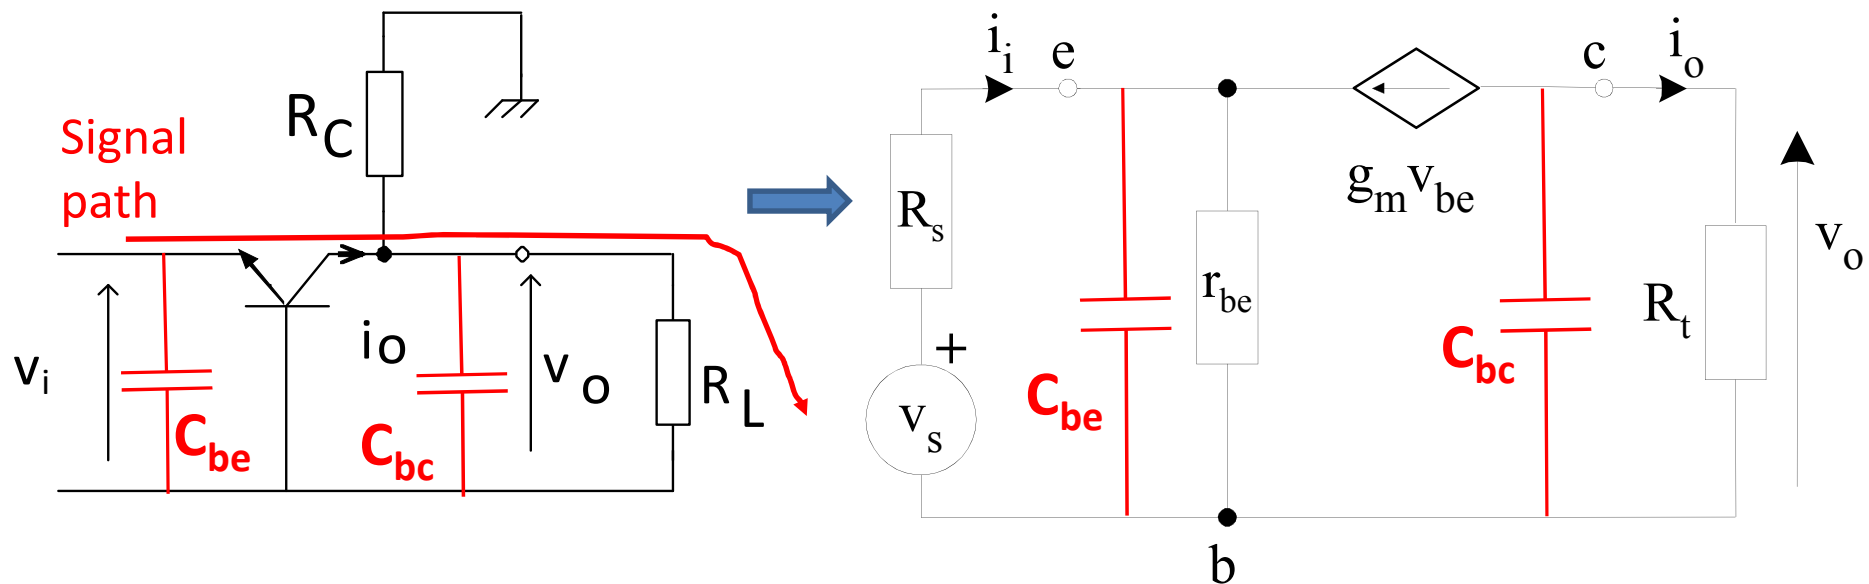 Signal
path
R_C
v_i
C_be
i_o
C_bc
v_o
R_L
i_i
e
c
i_o
R_s
+
v_s
C_be
r_be
g_m v_be
C_bc
R_t
v_o
b